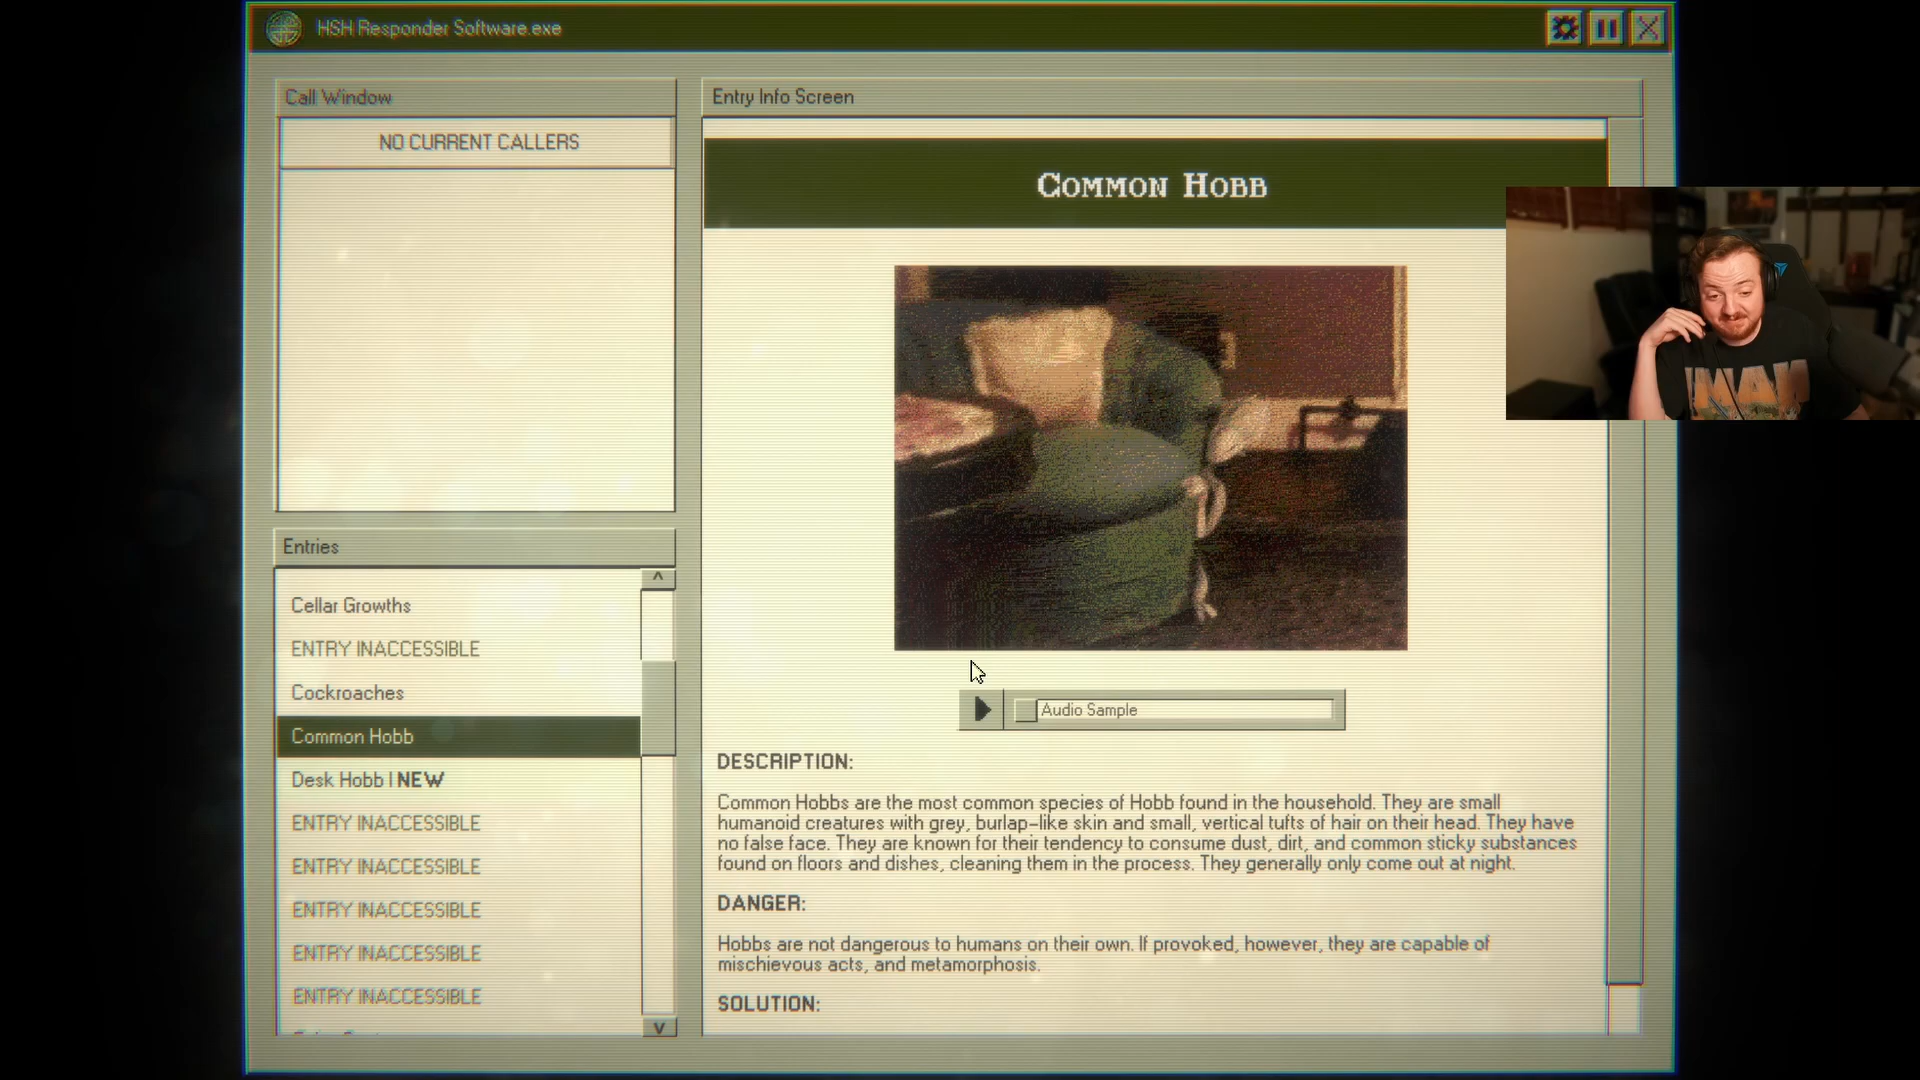 HSH Responder Software.exe
Call Window
NO CURRENT CALLERS
Entries
Cellar Growths
ENTRY INACCESSIBLE
Cockroaches
Common Hobb
Desk Hobb | NEW
ENTRY INACCESSIBLE
ENTRY INACCESSIBLE
ENTRY INACCESSIBLE
ENTRY INACCESSIBLE
ENTRY INACCESSIBLE
Entry Info Screen
COMMON HOBB
Audio Sample
DESCRIPTION:
Common Hobbs are the most common species of Hobb found in the household. They are small
humanoid creatures with grey, burlap-like skin and small, vertical tufts of hair on their head. They have
no false face. They are known for their tendency to consume dust, dirt, and common sticky substances
found on floors and dishes, cleaning them in the process. They generally only come out at night.
DANGER:
Hobbs are not dangerous to humans on their own. If provoked, however, they are capable of
mischievous acts, and metamorphosis.
SOLUTION: